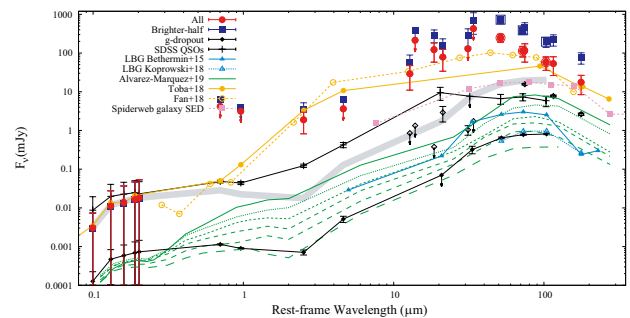 1000
100
10
1
0.1
0.01
0.001
0.0001
Fν(mJy)
All
Brighter-half
g-dropout
SDSS QSOs
LBG Bethermin+15
LBG Koprowski+18
Alvarez-Marquez+19
Toba+18
Fan+18
Spiderweb galaxy SED
0.1 1 10 100
Rest-frame Wavelength (μm)